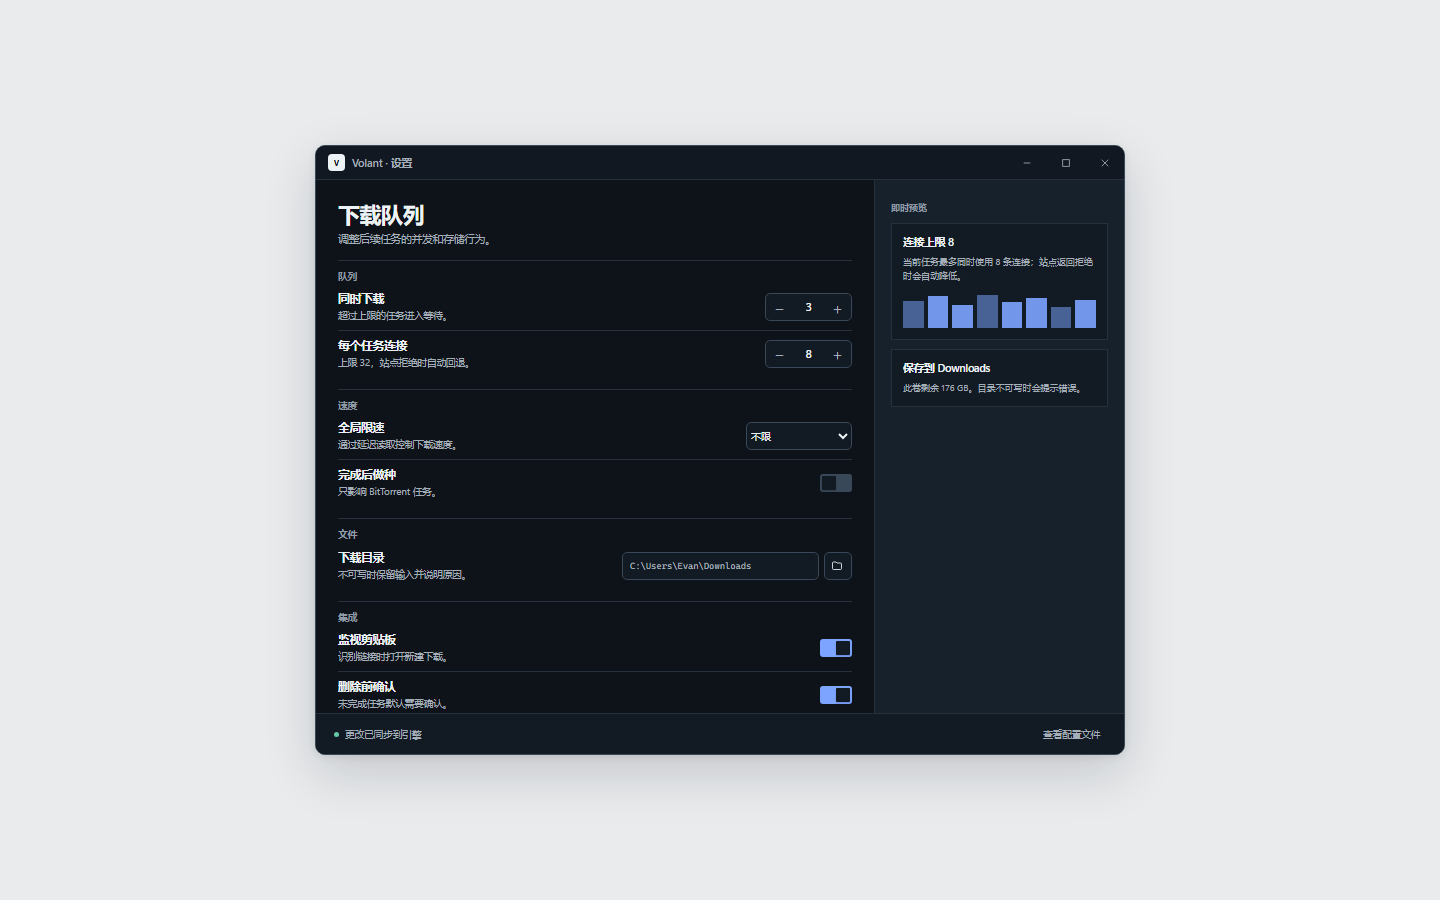 V
Volant · 设置
下载队列
调整后续任务的并发和存储行为。
队列
同时下载
超过上限的任务进入等待。
− 3 +
每个任务连接
上限 32，站点拒绝时自动回退。
− 8 +
速度
全局限速
通过延迟读取控制下载速度。
不限
完成后做种
只影响 BitTorrent 任务。
文件
下载目录
不可写时保留输入并说明原因。
C:\Users\Evan\Downloads
集成
监视剪贴板
识别链接时打开新建下载。
删除前确认
未完成任务默认需要确认。
即时预览
连接上限 8
当前任务最多同时使用 8 条连接；站点返回拒绝
时会自动降低。
保存到 Downloads
此卷剩余 176 GB。目录不可写时会提示错误。
更改已同步到引擎
查看配置文件